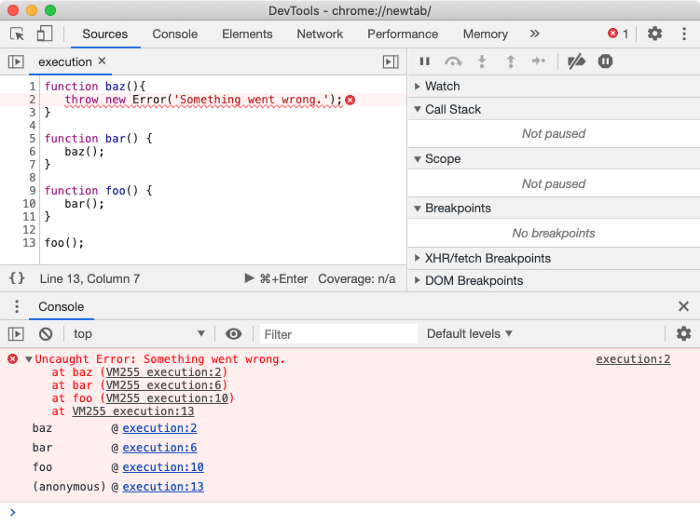 DevTools - chrome://newtab/
Sources Console Elements Network Performance Memory » 1
execution ×
1 function baz(){
2 throw new Error('Something went wrong.');
3 }
4
5 function bar() {
6 baz();
7 }
8
9 function foo() {
10 bar();
11 }
12
13 foo();
{} Line 13, Column 7 ⌘+Enter Coverage: n/a
Watch
Call Stack
Not paused
Scope
Not paused
Breakpoints
No breakpoints
XHR/fetch Breakpoints
DOM Breakpoints
Console
top Filter Default levels
Uncaught Error: Something went wrong. execution:2
at baz (VM255 execution:2)
at bar (VM255 execution:6)
at foo (VM255 execution:10)
at VM255 execution:13
baz @ execution:2
bar @ execution:6
foo @ execution:10
(anonymous) @ execution:13